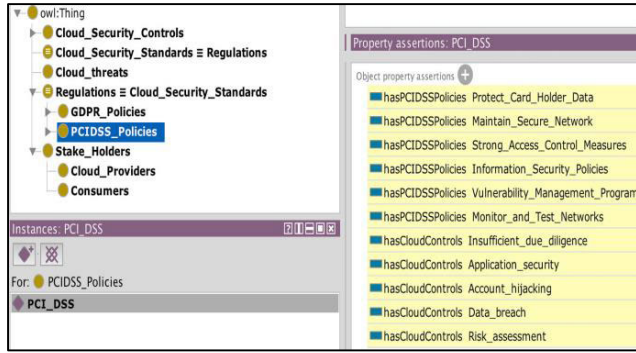 owl:Thing
Cloud_Security_Controls
Cloud_Security_Standards ≡ Regulations
Cloud_threats
Regulations ≡ Cloud_Security_Standards
GDPR_Policies
PCIDSS_Policies
Stake_Holders
Cloud_Providers
Consumers
Instances: PCI_DSS
For: PCIDSS_Policies
PCI_DSS
Property assertions: PCI_DSS
Object property assertions
hasPCIDSSPolicies Protect_Card_Holder_Data
hasPCIDSSPolicies Maintain_Secure_Network
hasPCIDSSPolicies Strong_Access_Control_Measures
hasPCIDSSPolicies Information_Security_Policies
hasPCIDSSPolicies Vulnerability_Management_Program
hasPCIDSSPolicies Monitor_and_Test_Networks
hasCloudControls Insufficient_due_diligence
hasCloudControls Application_security
hasCloudControls Account_hijacking
hasCloudControls Data_breach
hasCloudControls Risk_assessment